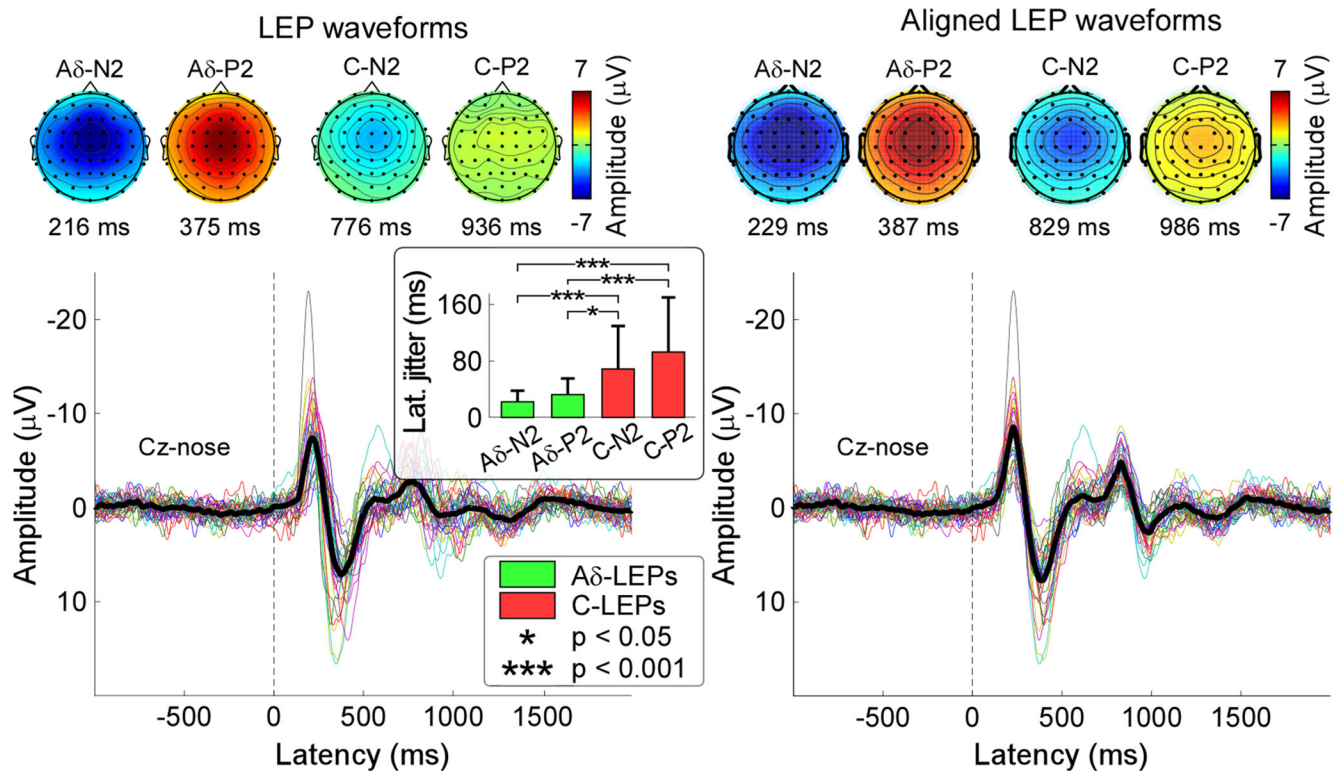 LEP waveforms
Aδ-N2 Aδ-P2 C-N2 C-P2
7
-7
Amplitude (μV)
216 ms 375 ms 776 ms 936 ms
Aligned LEP waveforms
Aδ-N2 Aδ-P2 C-N2 C-P2
7
-7
Amplitude (μV)
229 ms 387 ms 829 ms 986 ms
Amplitude (μV)
-20
-10
0
10
Cz-nose
-500 0 500 1000 1500
Latency (ms)
Lat. jitter (ms)
160
80
0
***
***
***
*
Aδ-N2 Aδ-P2 C-N2 C-P2
Aδ-LEPs
C-LEPs
* p < 0.05
*** p < 0.001
Amplitude (μV)
-20
-10
0
10
Cz-nose
-500 0 500 1000 1500
Latency (ms)